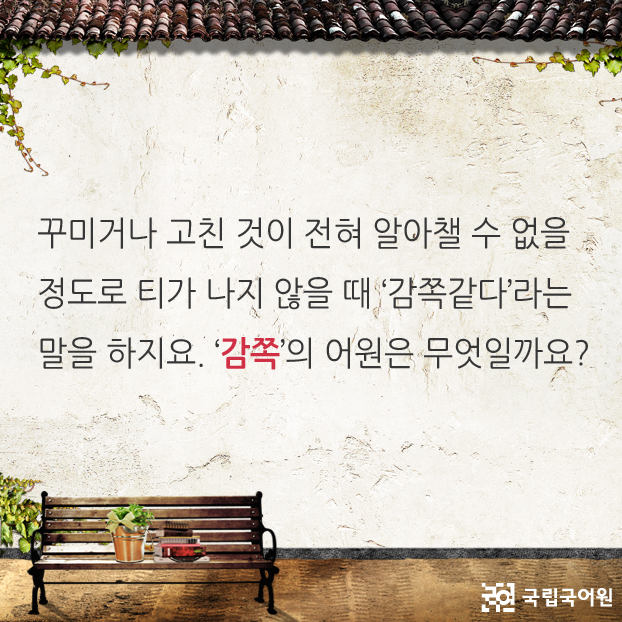 꾸미거나 고친 것이 전혀 알아챌 수 없을
정도로 티가 나지 않을 때 ‘감쪽같다’라는
말을 하지요. ‘감쪽’의 어원은 무엇일까요?
국립국어원